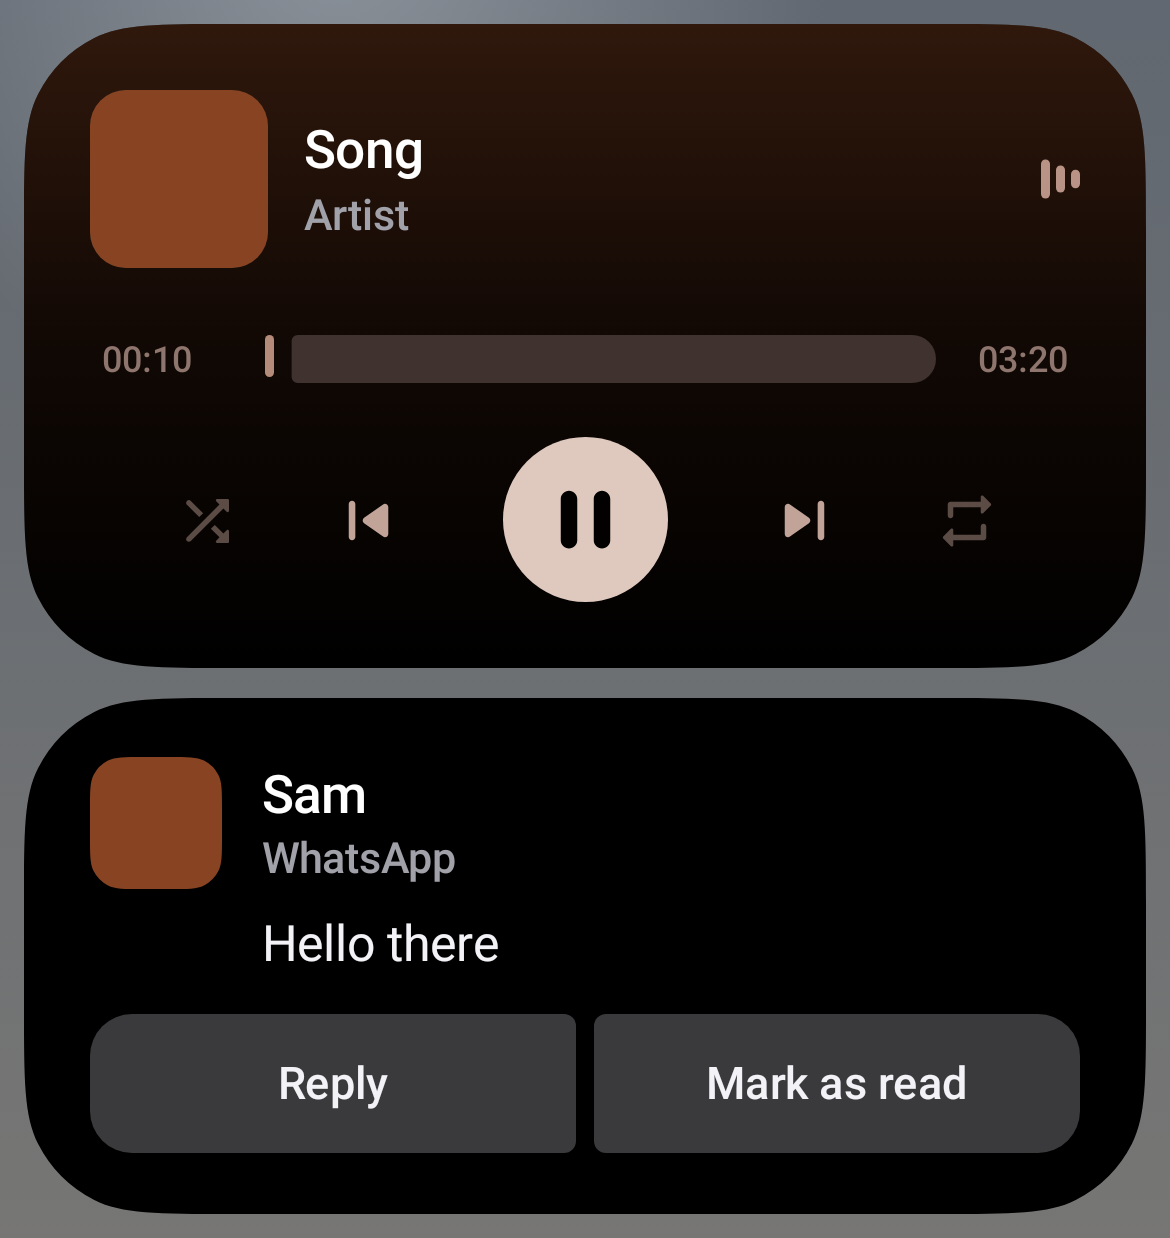 Song
Artist
00:10 03:20
Sam
WhatsApp
Hello there
Reply Mark as read